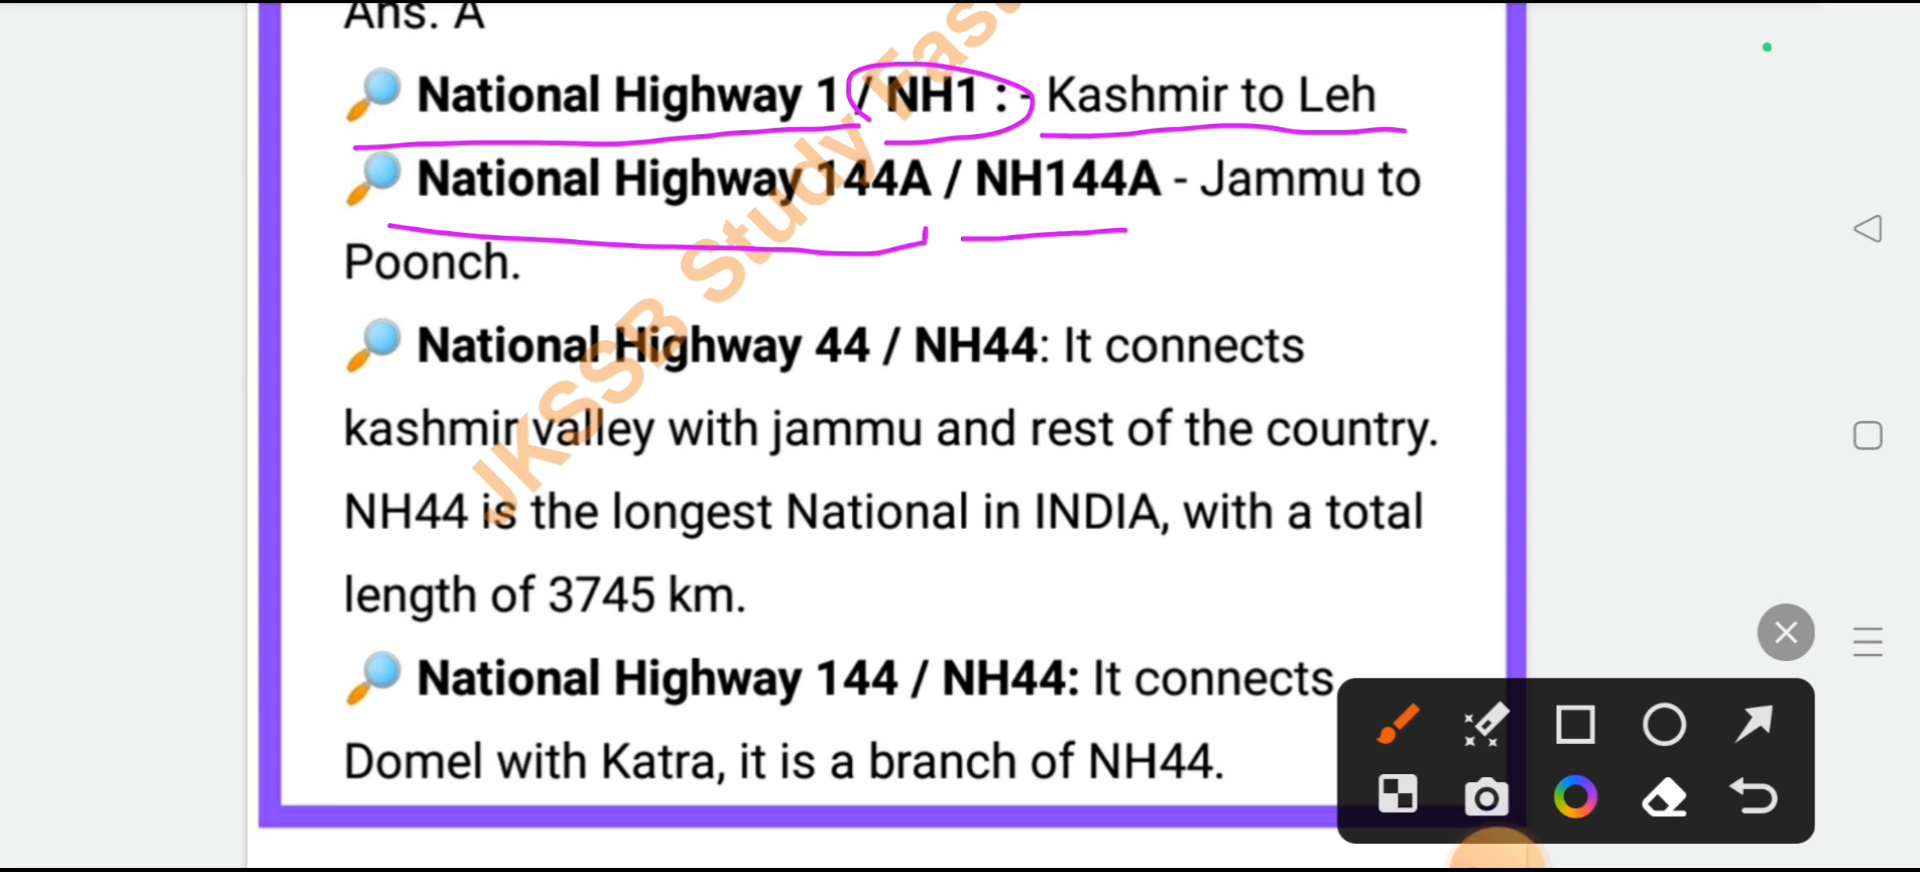 Ans. A
National Highway 1 / NH1 : - Kashmir to Leh
National Highway 144A / NH144A - Jammu to
Poonch.
National Highway 44 / NH44: It connects
kashmir valley with jammu and rest of the country.
NH44 is the longest National in INDIA, with a total
length of 3745 km.
National Highway 144 / NH44: It connects
Domel with Katra, it is a branch of NH44.
JKSSB Study Fast